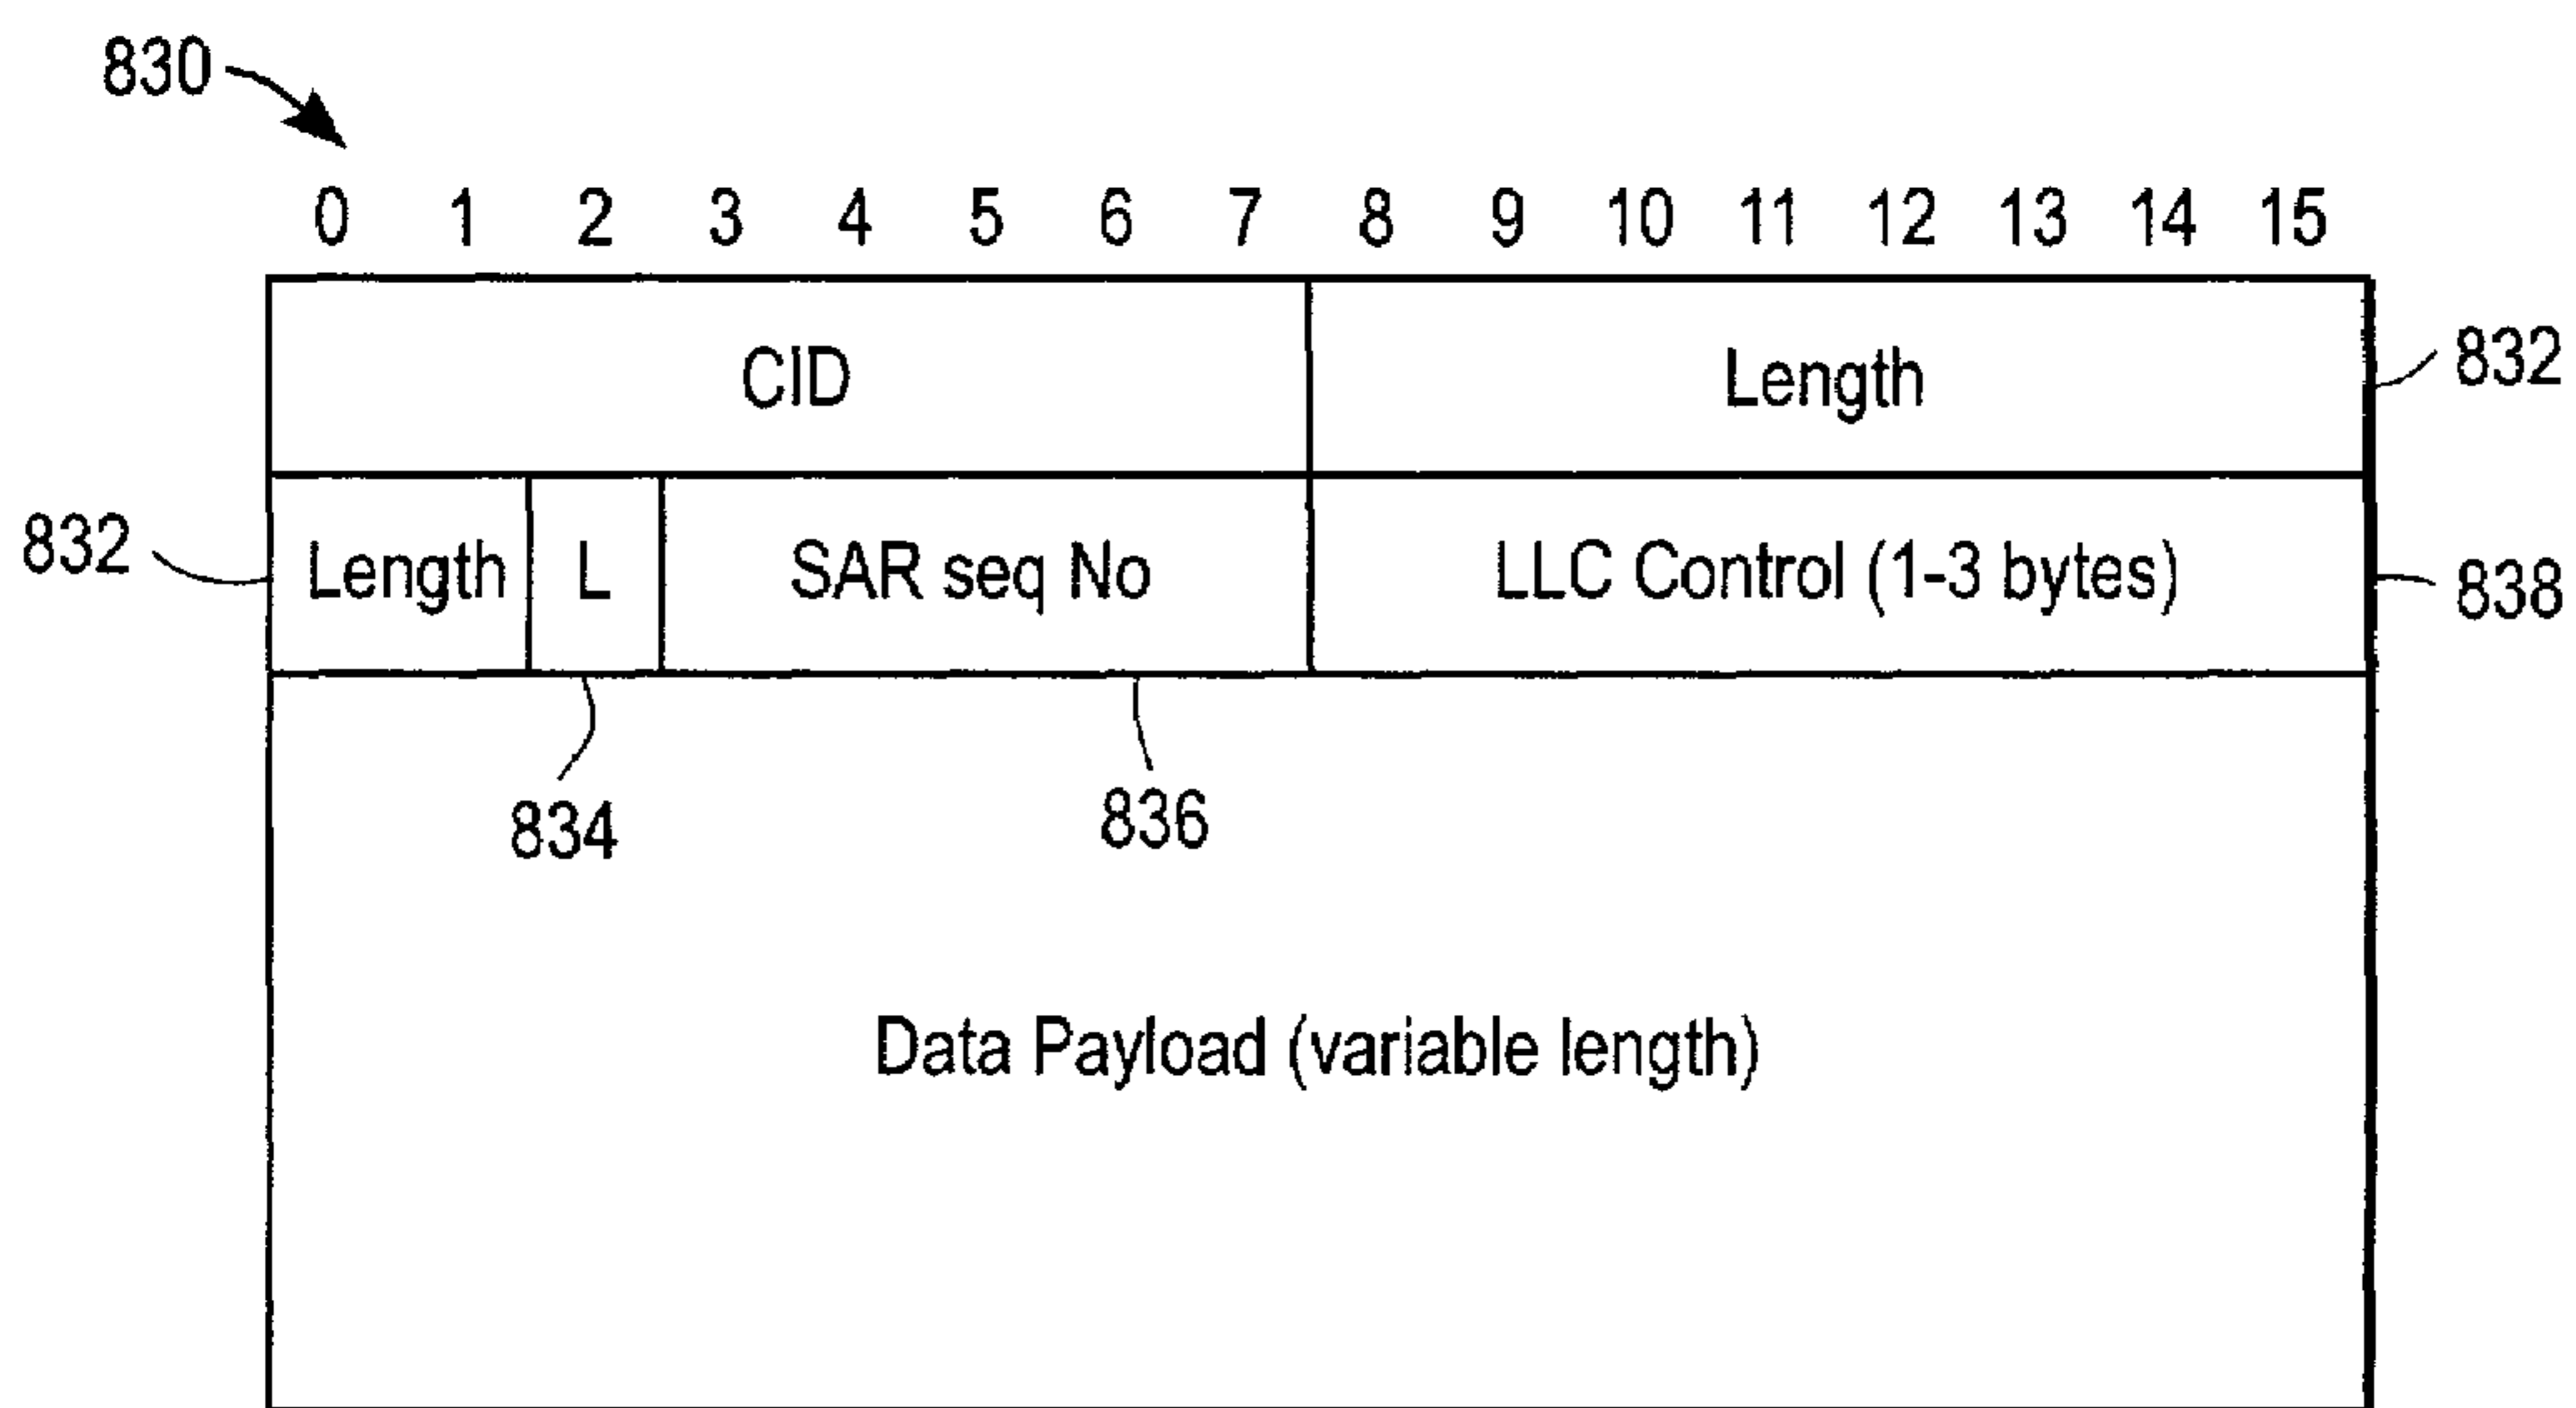 830
0 1 2 3 4 5 6 7 8 9 10 11 12 13 14 15
CID Length 832
832 Length L SAR seq No LLC Control (1-3 bytes) 838
834 836
Data Payload (variable length)